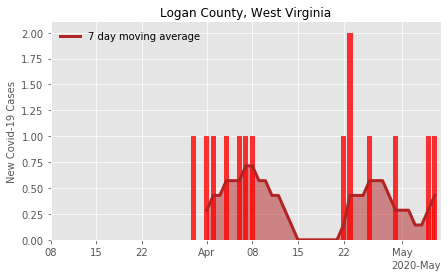 Logan County, West Virginia
7 day moving average
New Covid-19 Cases
2.00
1.75
1.50
1.25
1.00
0.75
0.50
0.25
0.00
08 15 22 Apr 08 15 22 May
2020-May